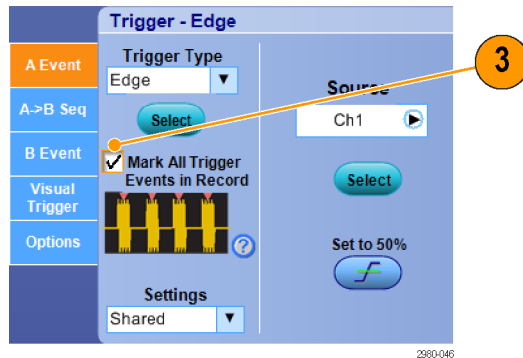 Trigger - Edge
A Event
A->B Seq
B Event
Visual
Trigger
Options
Trigger Type
Edge
Select
Mark All Trigger
Events in Record
?
Settings
Shared
Source
Ch1
Select
Set to 50%
3
2980-046